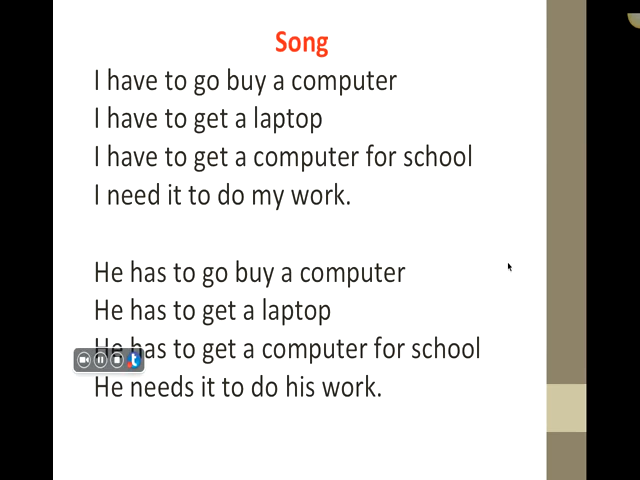 Song
I have to go buy a computer
I have to get a laptop
I have to get a computer for school
I need it to do my work.
He has to go buy a computer
He has to get a laptop
He has to get a computer for school
He needs it to do his work.